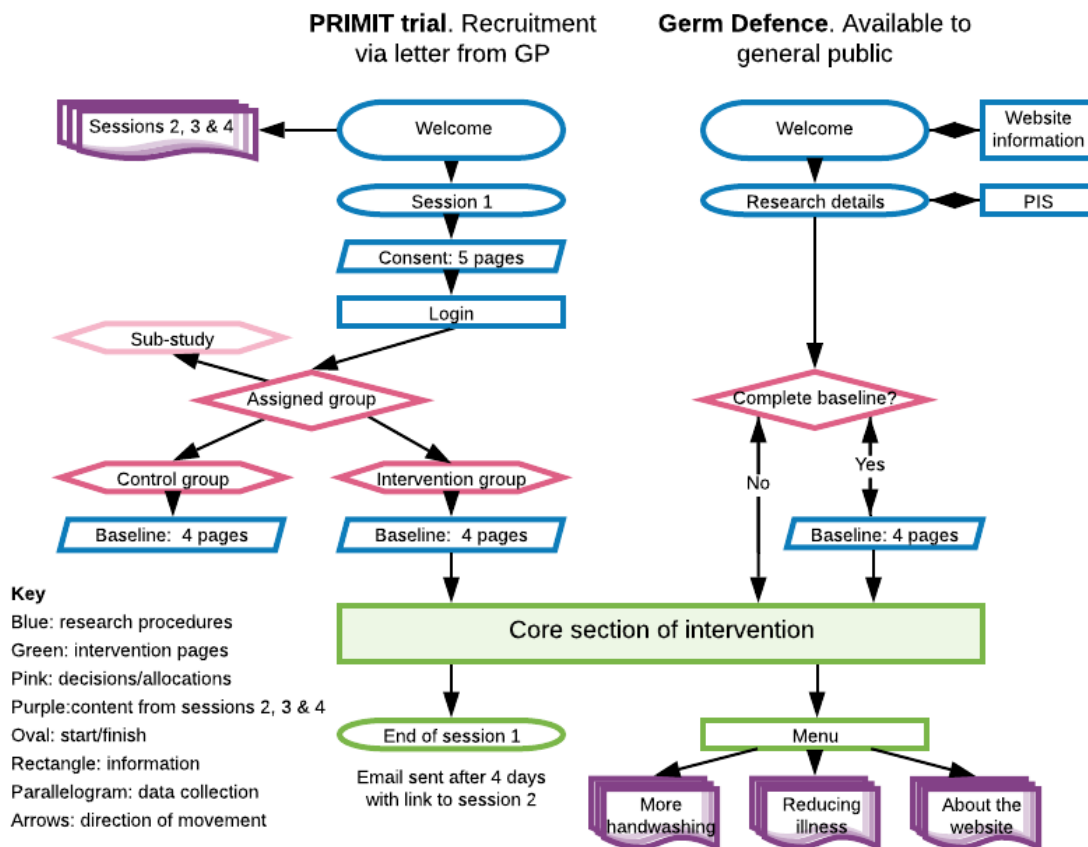 PRIMIT trial. Recruitment
via letter from GP
Germ Defence. Available to
general public
Sessions 2, 3 & 4
Welcome
Welcome
Website
information
Session 1
Research details
PIS
Consent: 5 pages
Login
Sub-study
Assigned group
Complete baseline?
Control group
Intervention group
No
Yes
Baseline: 4 pages
Baseline: 4 pages
Baseline: 4 pages
Core section of intervention
End of session 1
Menu
Email sent after 4 days
with link to session 2
More
handwashing
Reducing
illness
About the
website
Key
Blue: research procedures
Green: intervention pages
Pink: decisions/allocations
Purple:content from sessions 2, 3 & 4
Oval: start/finish
Rectangle: information
Parallelogram: data collection
Arrows: direction of movement